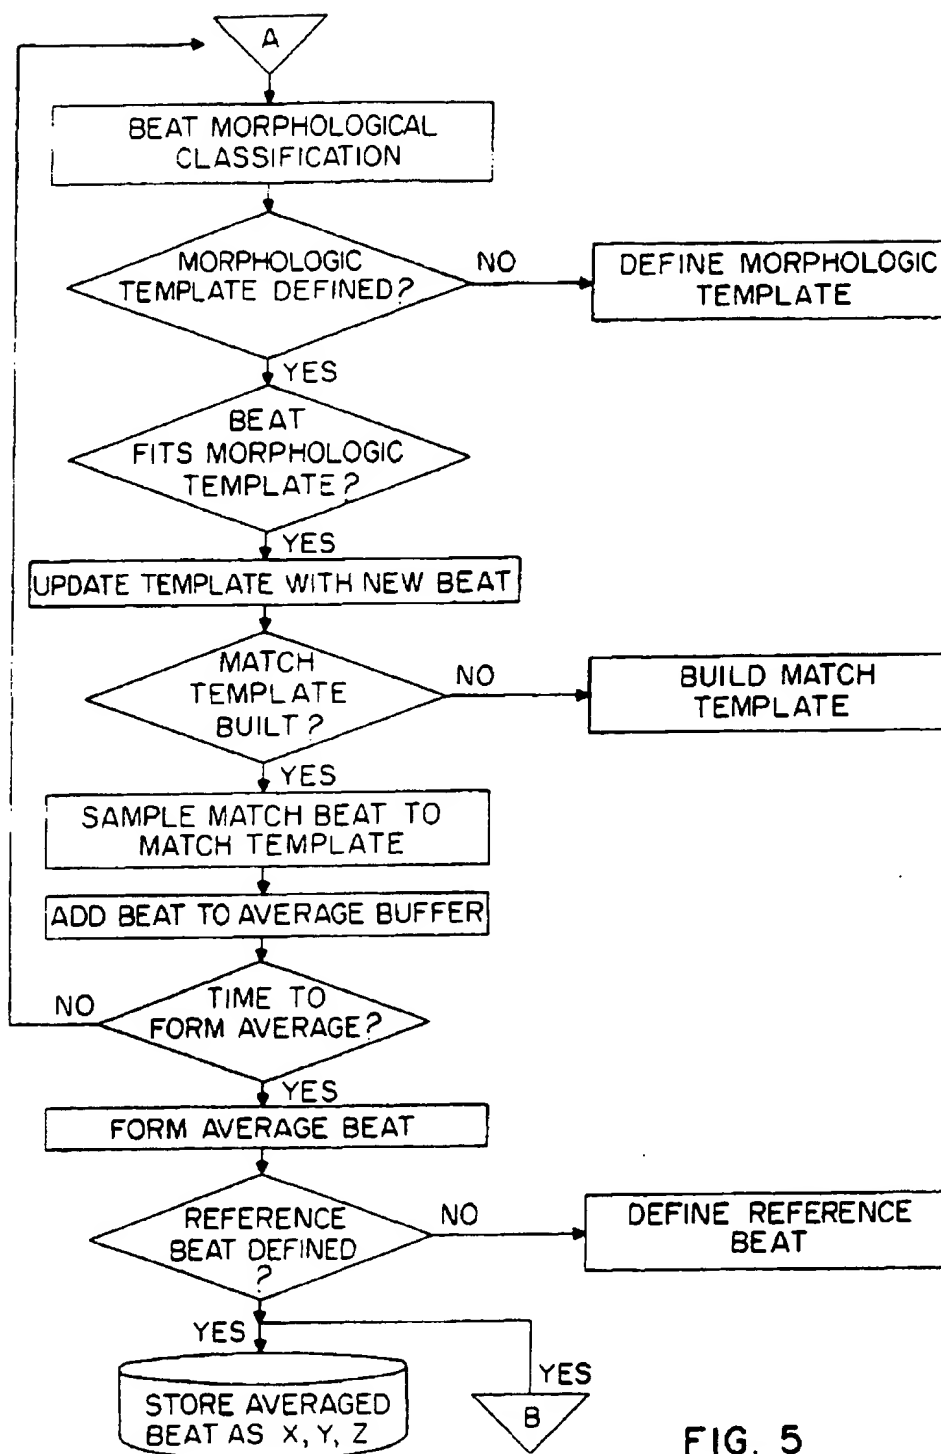 A
BEAT MORPHOLOGICAL
CLASSIFICATION
MORPHOLOGIC
TEMPLATE DEFINED?
NO
DEFINE MORPHOLOGIC
TEMPLATE
YES
BEAT
FITS MORPHOLOGIC
TEMPLATE?
YES
UPDATE TEMPLATE WITH NEW BEAT
MATCH
TEMPLATE
BUILT?
NO
BUILD MATCH
TEMPLATE
YES
SAMPLE MATCH BEAT TO
MATCH TEMPLATE
ADD BEAT TO AVERAGE BUFFER
NO
TIME TO
FORM AVERAGE?
YES
FORM AVERAGE BEAT
REFERENCE
BEAT DEFINED
?
NO
DEFINE REFERENCE
BEAT
YES
YES
STORE AVERAGED
BEAT AS X, Y, Z
B
FIG. 5